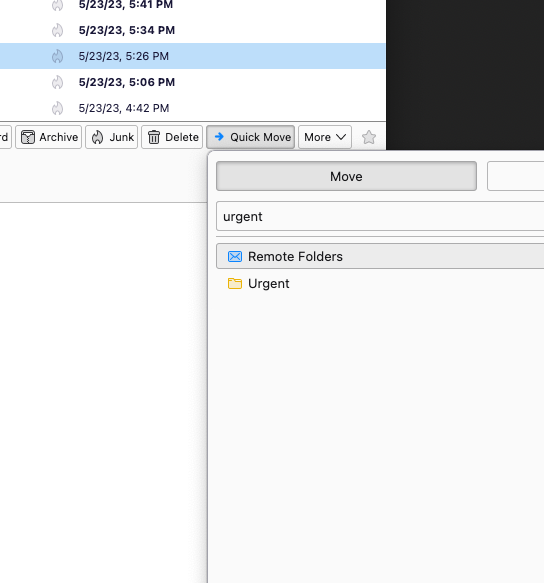 5/23/23, 5:41 PM
5/23/23, 5:34 PM
5/23/23, 5:26 PM
5/23/23, 5:06 PM
5/23/23, 4:42 PM
rd Archive Junk Delete Quick Move More
Move
urgent
Remote Folders
Urgent